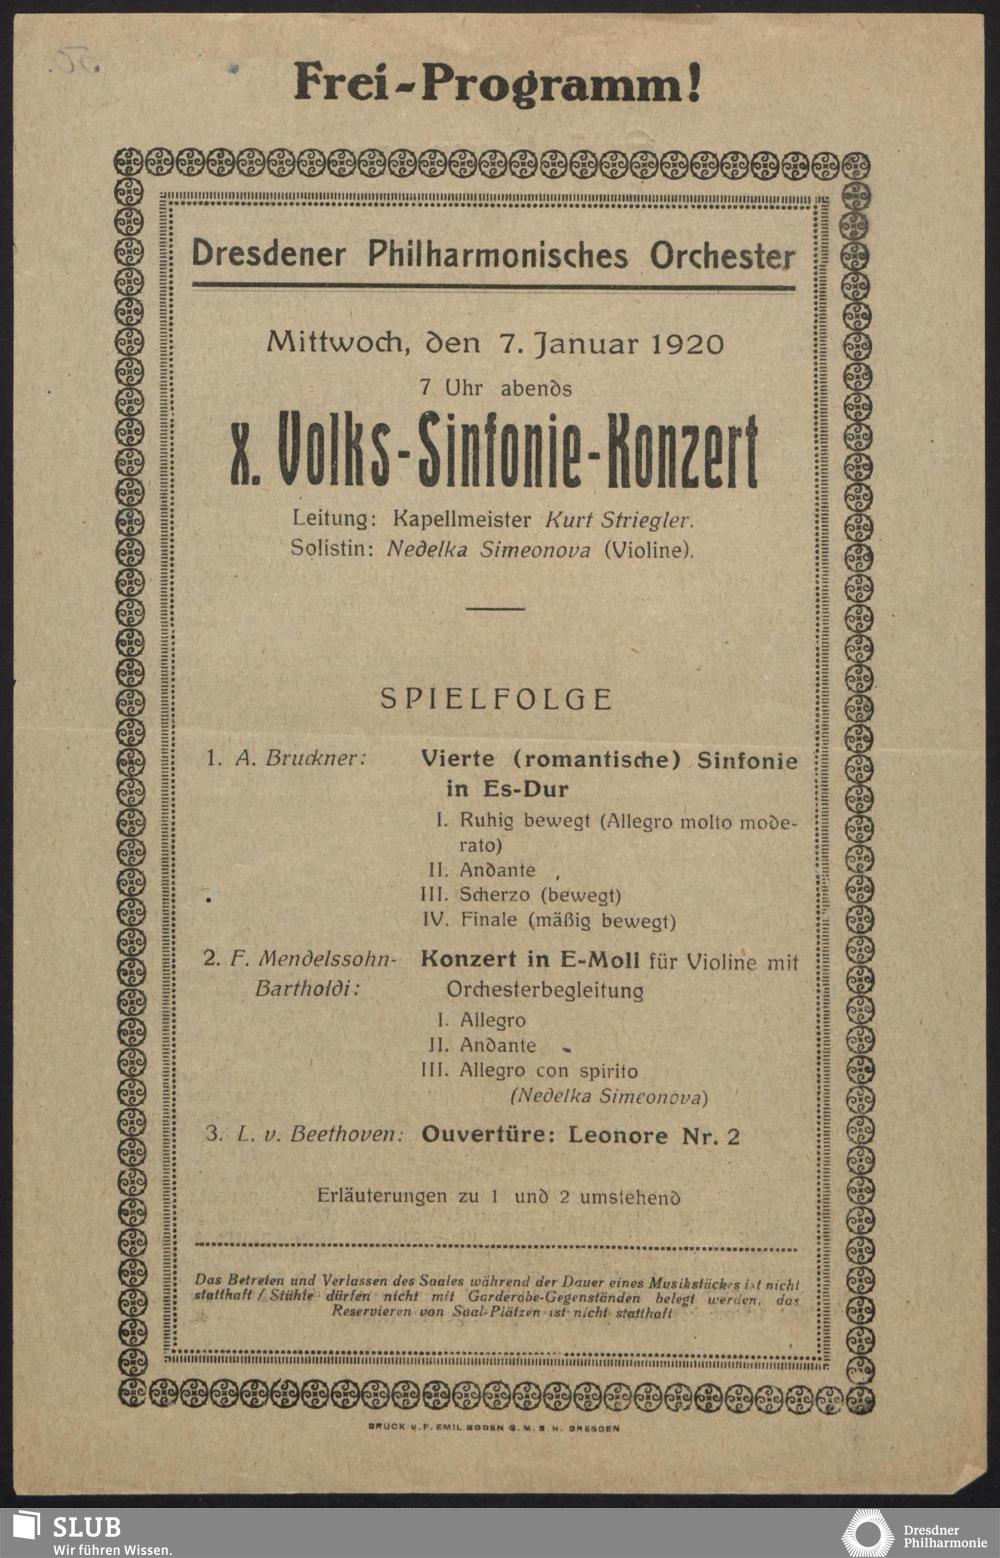 Frei-Programm!
Dresdener Philharmonisches Orchester
Mittwoch, den 7. Januar 1920
7 Uhr abends
X. Volks-Sinfonie-Konzert
Leitung: Kapellmeister Kurt Striegler.
Solistin: Nedelka Simeonova (Violine).
SPIELFOLGE
1. A. Bruckner: Vierte (romantische) Sinfonie
in Es-Dur
I. Ruhig bewegt (Allegro molto mode-
rato)
II. Andante
III. Scherzo (bewegt)
IV. Finale (mäßig bewegt)
2. F. Mendelssohn- Konzert in E-Moll für Violine mit
Bartholdi: Orchesterbegleitung
I. Allegro
II. Andante
III. Allegro con spirito
(Nedelka Simeonova)
3. L. v. Beethoven: Ouvertüre: Leonore Nr. 2
Erläuterungen zu 1 und 2 umstehend
Das Betreten und Verlassen des Saales während der Dauer eines Musikstückes ist nicht
statthaft / Stühle dürfen nicht mit Garderobe-Gegenständen belegt werden, das
Reservieren von Saal-Plätzen ist nicht statthaft
DRUCK v. F. EMIL BODEN G. M. B. H. DRESDEN
SLUB
Wir führen Wissen.
Dresdner
Philharmonie